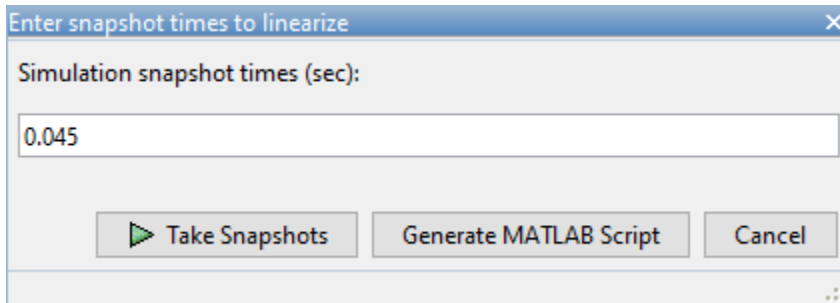 Enter snapshot times to linearize
Simulation snapshot times (sec):
0.045
Take Snapshots Generate MATLAB Script Cancel